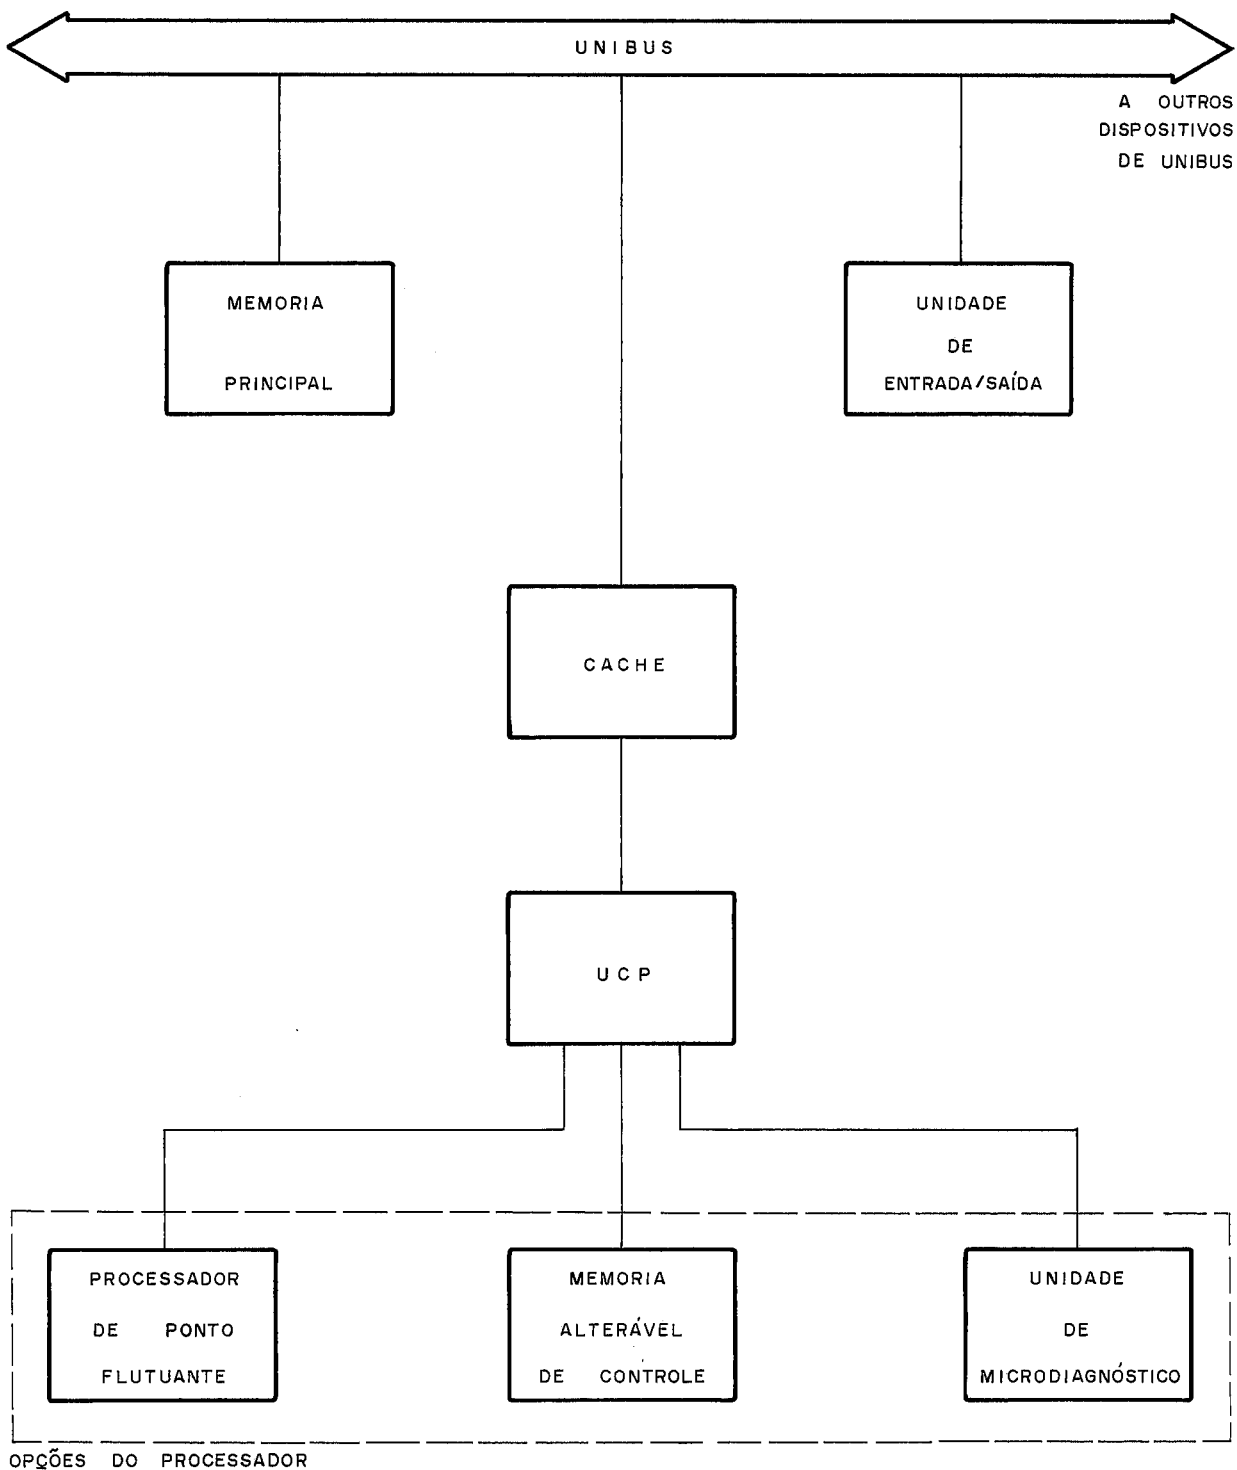 UNIBUS
A OUTROS
DISPOSITIVOS
DE UNIBUS
MEMORIA
PRINCIPAL
UNIDADE
DE
ENTRADA/SAÍDA
CACHE
UCP
PROCESSADOR
DE PONTO
FLUTUANTE
MEMORIA
ALTERÁVEL
DE CONTRÔLE
UNIDADE
DE
MICRODIAGNÓSTICO
OPÇÕES DO PROCESSADOR